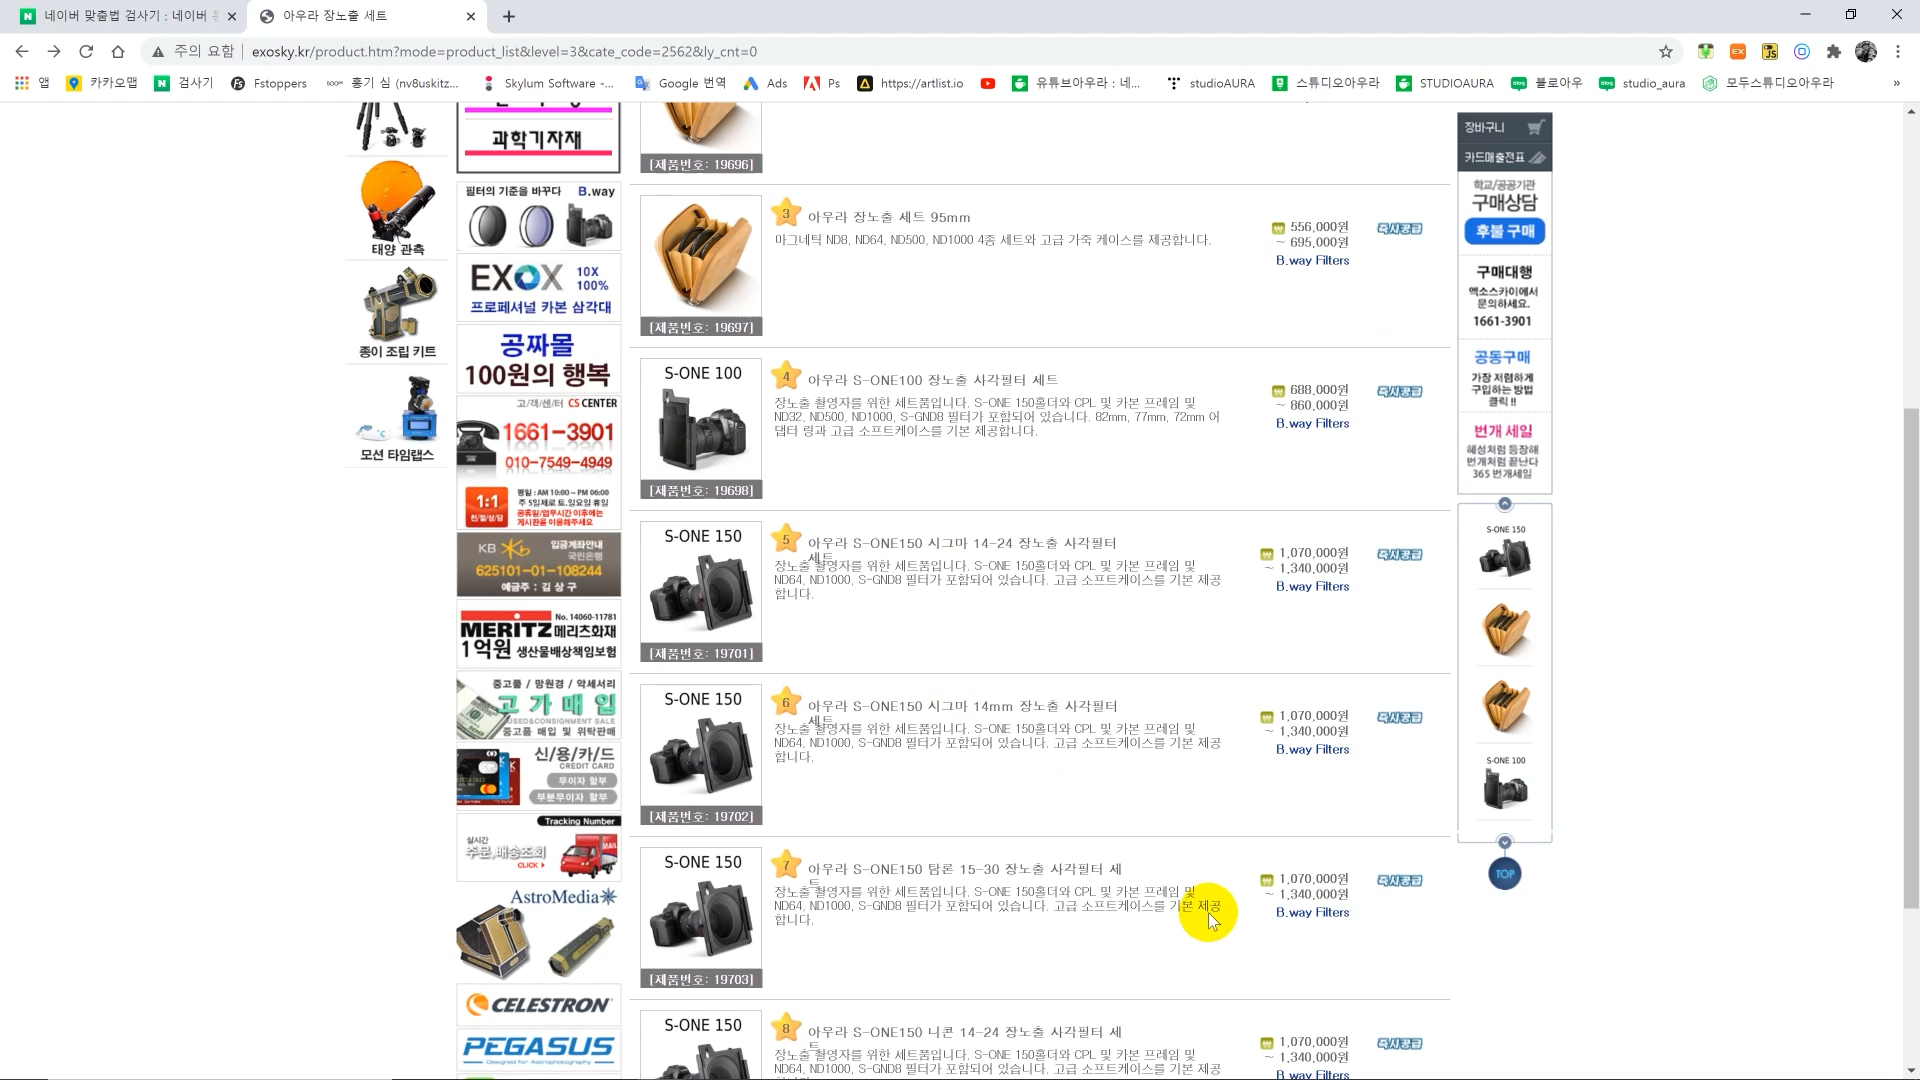 네이버 맞춤법 검사기 : 네이버
아우라 장노출 세트
주의 요함
exosky.kr/product.htm?mode=product_list&level=3&cate_code=2562&ly_cnt=0
앱
카카오맵
검사기
Fstoppers
홍기 심 (nv8uskitz...
Skylum Software -...
Google 번역
Ads
Ps
https://artlist.io
유튜브아우라 : 네...
studioAURA
스튜디오아우라
STUDIOAURA
블로아우
studio_aura
모두스튜디오아우라
태양 관측
종이 조립 키트
모션 타임랩스
과학기자재
필터의 기준을 바꾸다 B.way
EXOX 10X 100%
프로페셔널 카본 삼각대
공짜몰
100원의 행복
고/객/센/터 CS CENTER
1661-3901
010-7549-4949
1:1
친/절/상/담
평일 : AM 10:00 ~ PM 06:00
주 5일제로 토.일요일 휴일
공휴일/업무시간 이후에는
게시판을 이용해주세요
KB 입금계좌안내
국민은행
625101-01-108244
예금주 : 김 상 구
No. 14060-11781
MERITZ 메리츠화재
1억원 생산물배상책임보험
중고품 / 망원경 / 악세서리
고 가 매 입
USED&CONSIGNMENT SALE
중고품 매입 및 위탁판매
신/용/카/드
CREDIT CARD
무이자 할부
부분무이자 할부
Tracking Number
실시간
주문,배송조회
CLICK
AstroMedia
CELESTRON
PEGASUS
Designed for Astrophotography
[제품번호: 19696]
3
아우라 장노출 세트 95mm
마그네틱 ND8, ND64, ND500, ND1000 4종 세트와 고급 가죽 케이스를 제공합니다.
556,000원
~ 695,000원
B.way Filters
즉시공급
[제품번호: 19697]
S-ONE 100
4
아우라 S-ONE100 장노출 사각필터 세트
장노출 촬영자를 위한 세트품입니다. S-ONE 150홀더와 CPL 및 카본 프레임 및
ND32, ND500, ND1000, S-GND8 필터가 포함되어 있습니다. 82mm, 77mm, 72mm 어
댑터 링과 고급 소프트케이스를 기본 제공합니다.
688,000원
~ 860,000원
B.way Filters
즉시공급
[제품번호: 19698]
S-ONE 150
5
아우라 S-ONE150 시그마 14-24 장노출 사각필터
세트
장노출 촬영자를 위한 세트품입니다. S-ONE 150홀더와 CPL 및 카본 프레임 및
ND64, ND1000, S-GND8 필터가 포함되어 있습니다. 고급 소프트케이스를 기본 제공
합니다.
1,070,000원
~ 1,340,000원
B.way Filters
즉시공급
[제품번호: 19701]
S-ONE 150
6
아우라 S-ONE150 시그마 14mm 장노출 사각필터
세트
장노출 촬영자를 위한 세트품입니다. S-ONE 150홀더와 CPL 및 카본 프레임 및
ND64, ND1000, S-GND8 필터가 포함되어 있습니다. 고급 소프트케이스를 기본 제공
합니다.
1,070,000원
~ 1,340,000원
B.way Filters
즉시공급
[제품번호: 19702]
S-ONE 150
7
아우라 S-ONE150 탐론 15-30 장노출 사각필터 세
트
장노출 촬영자를 위한 세트품입니다. S-ONE 150홀더와 CPL 및 카본 프레임 및
ND64, ND1000, S-GND8 필터가 포함되어 있습니다. 고급 소프트케이스를 기본 제공
합니다.
1,070,000원
~ 1,340,000원
B.way Filters
즉시공급
[제품번호: 19703]
S-ONE 150
8
아우라 S-ONE150 니콘 14-24 장노출 사각필터 세
트
장노출 촬영자를 위한 세트품입니다. S-ONE 150홀더와 CPL 및 카본 프레임 및
ND64, ND1000, S-GND8 필터가 포함되어 있습니다. 고급 소프트케이스를 기본 제공
1,070,000원
~ 1,340,000원
B.way Filters
즉시공급
장바구니
카드매출전표
학교/공공기관
구매상담
후불 구매
구매대행
엑소스카이에서
문의하세요.
1661-3901
공동구매
가장 저렴하게
구입하는 방법
클릭 !!
번개 세일
혜성처럼 등장해
번개처럼 끝난다
365 번개세일
S-ONE 150
S-ONE 100
TOP